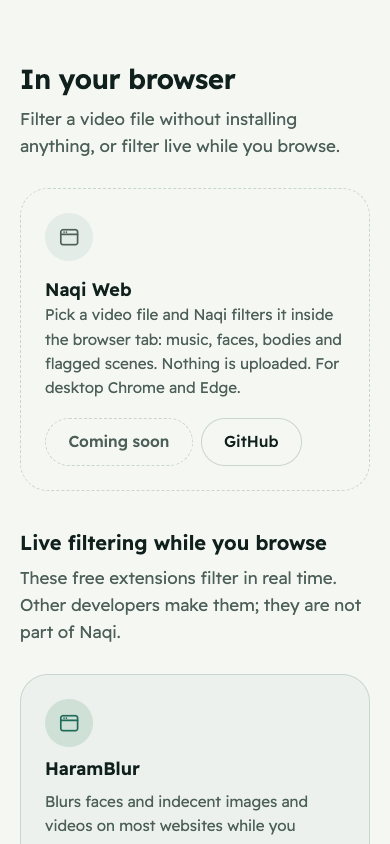 In your browser
Filter a video file without installing
anything, or filter live while you browse.
Naqi Web
Pick a video file and Naqi filters it inside
the browser tab: music, faces, bodies and
flagged scenes. Nothing is uploaded. For
desktop Chrome and Edge.
Coming soon
GitHub
Live filtering while you browse
These free extensions filter in real time.
Other developers make them; they are not
part of Naqi.
HaramBlur
Blurs faces and indecent images and
videos on most websites while you